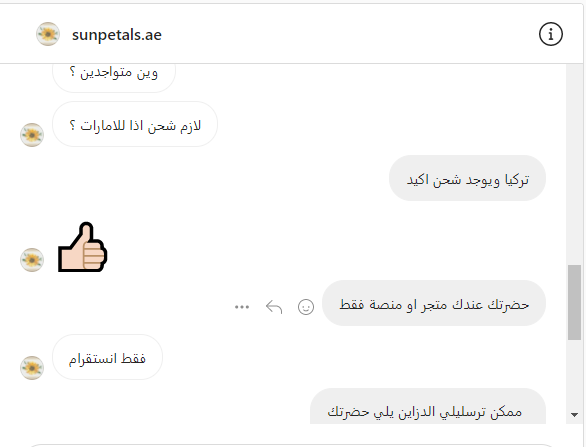 sunpetals.ae
وين متواجدين ؟
لازم شحن اذا للامارات ؟
تركيا ويوجد شحن اكيد
حضرتك عندك متجر او منصة فقط
فقط انستقرام
ممكن ترسليلي الدزاين يلي حضرتك